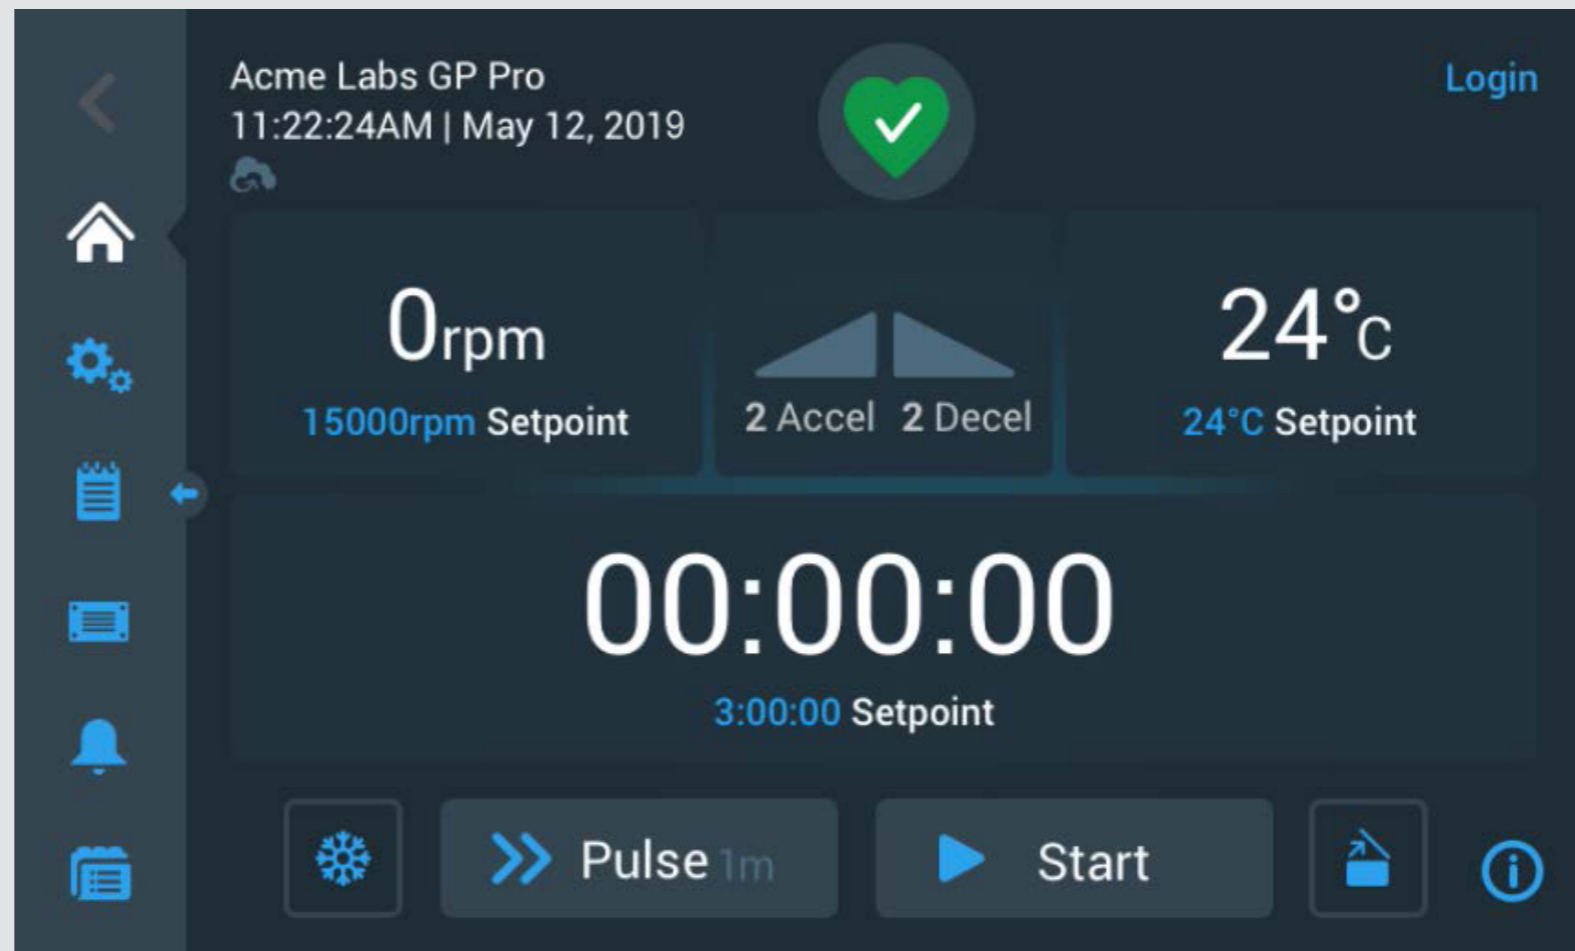 Acme Labs GP Pro
Login
11:22:24AM | May 12, 2019
0rpm
15000rpm Setpoint
2 Accel 2 Decel
24°C
24°C Setpoint
00:00:00
3:00:00 Setpoint
Pulse 1m
Start